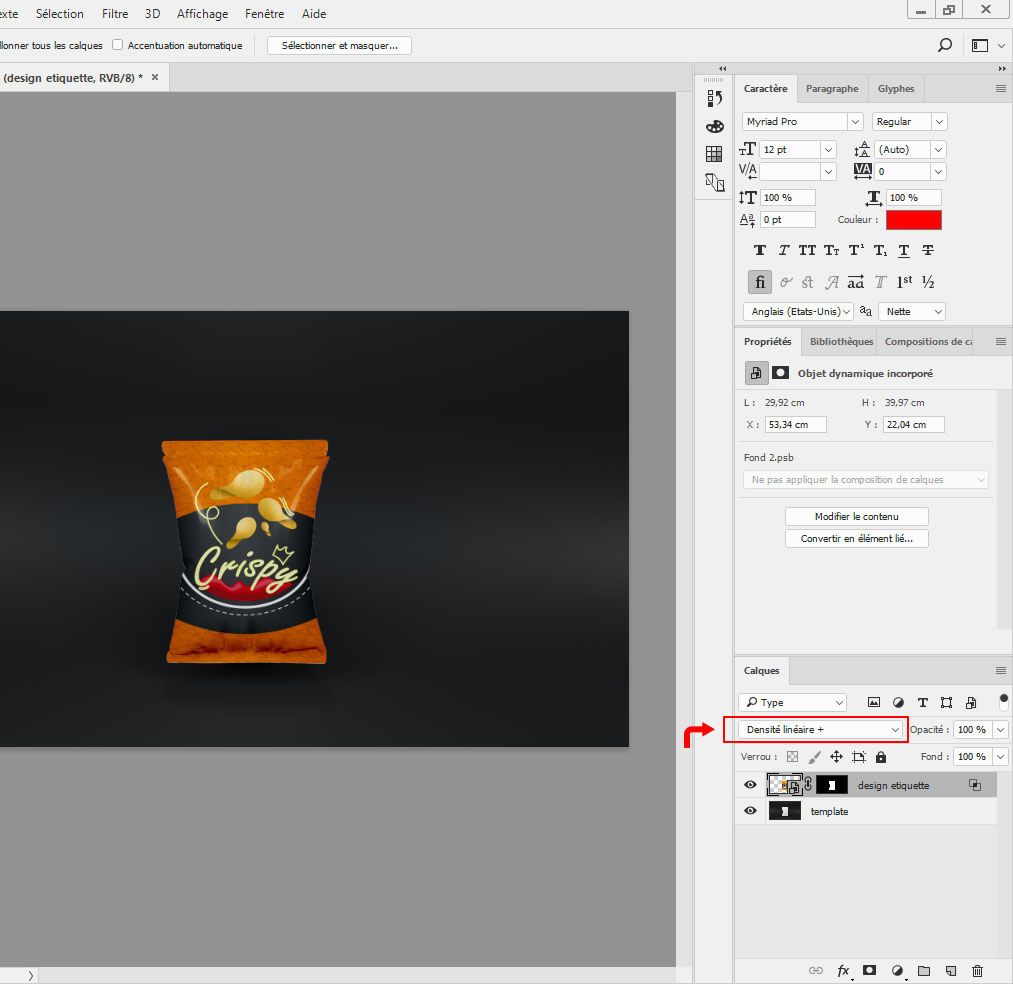 exte Sélection Filtre 3D Affichage Fenêtre Aide
llonner tous les calques Accentuation automatique Sélectionner et masquer...
(design etiquette, RVB/8) * ×
Caractère Paragraphe Glyphes
Myriad Pro Regular
12 pt (Auto)
0
100 % 100 %
0 pt Couleur :
T T TT Tт T¹ T₁ T T
fi st A aa T 1st ½
Anglais (Etats-Unis) aa Nette
Propriétés Bibliothèques Compositions de ca
Objet dynamique incorporé
L : 29,92 cm H : 39,97 cm
X : 53,34 cm Y : 22,04 cm
Fond 2.psb
Ne pas appliquer la composition de calques
Modifier le contenu
Convertir en élément lié...
Crispy
Calques
Type
Densité linéaire + Opacité : 100 %
Verrou : Fond : 100 %
design etiquette
template
fx